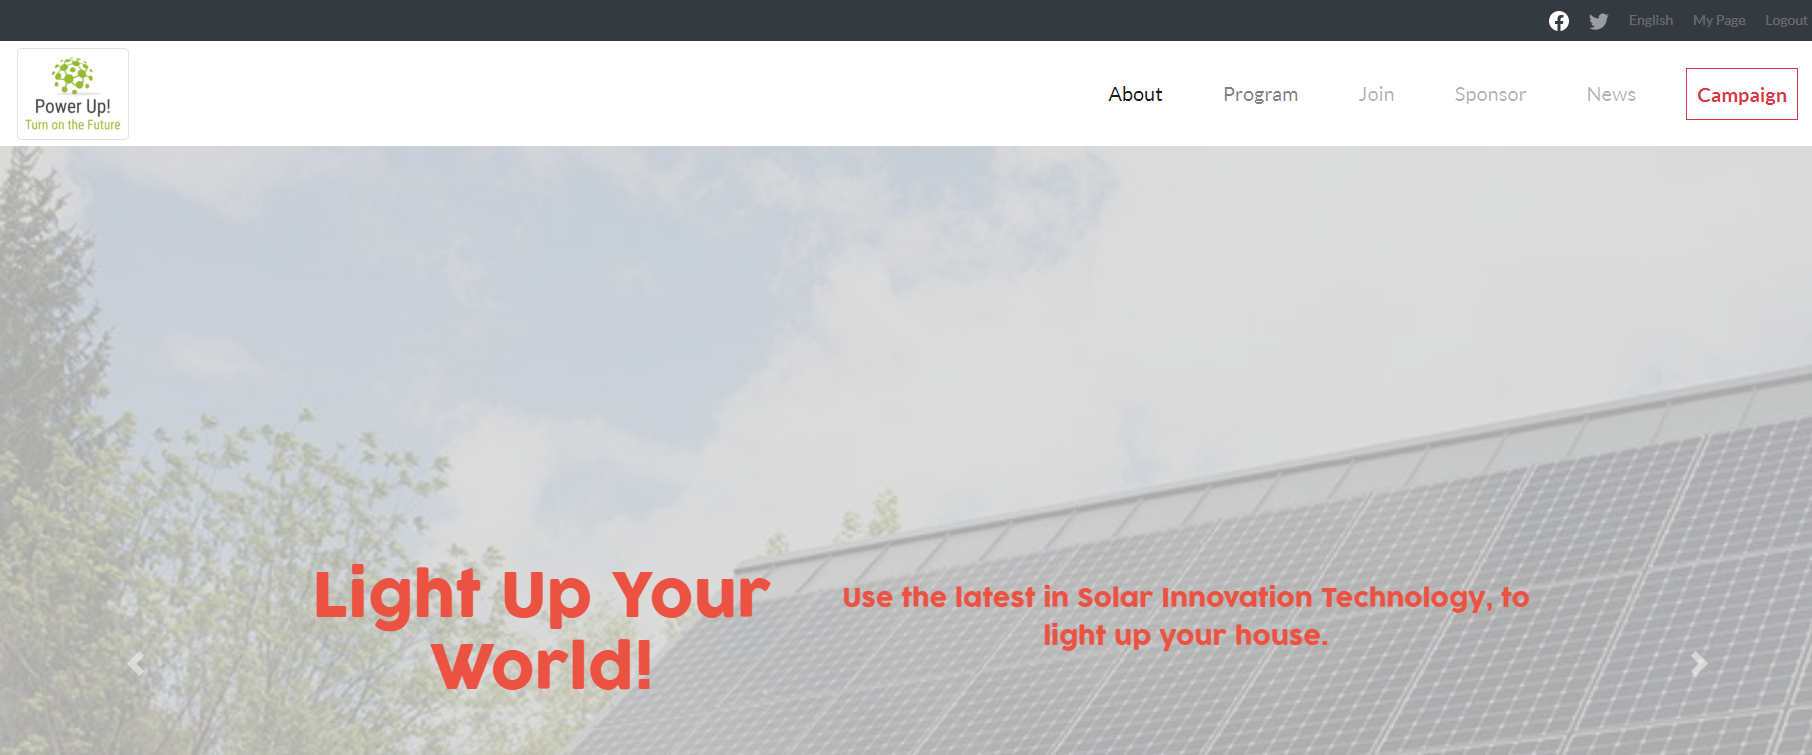 English My Page Logout
Power Up!
Turn on the Future
About Program Join Sponsor News Campaign
Light Up Your
World!
Use the latest in Solar Innovation Technology, to
light up your house.